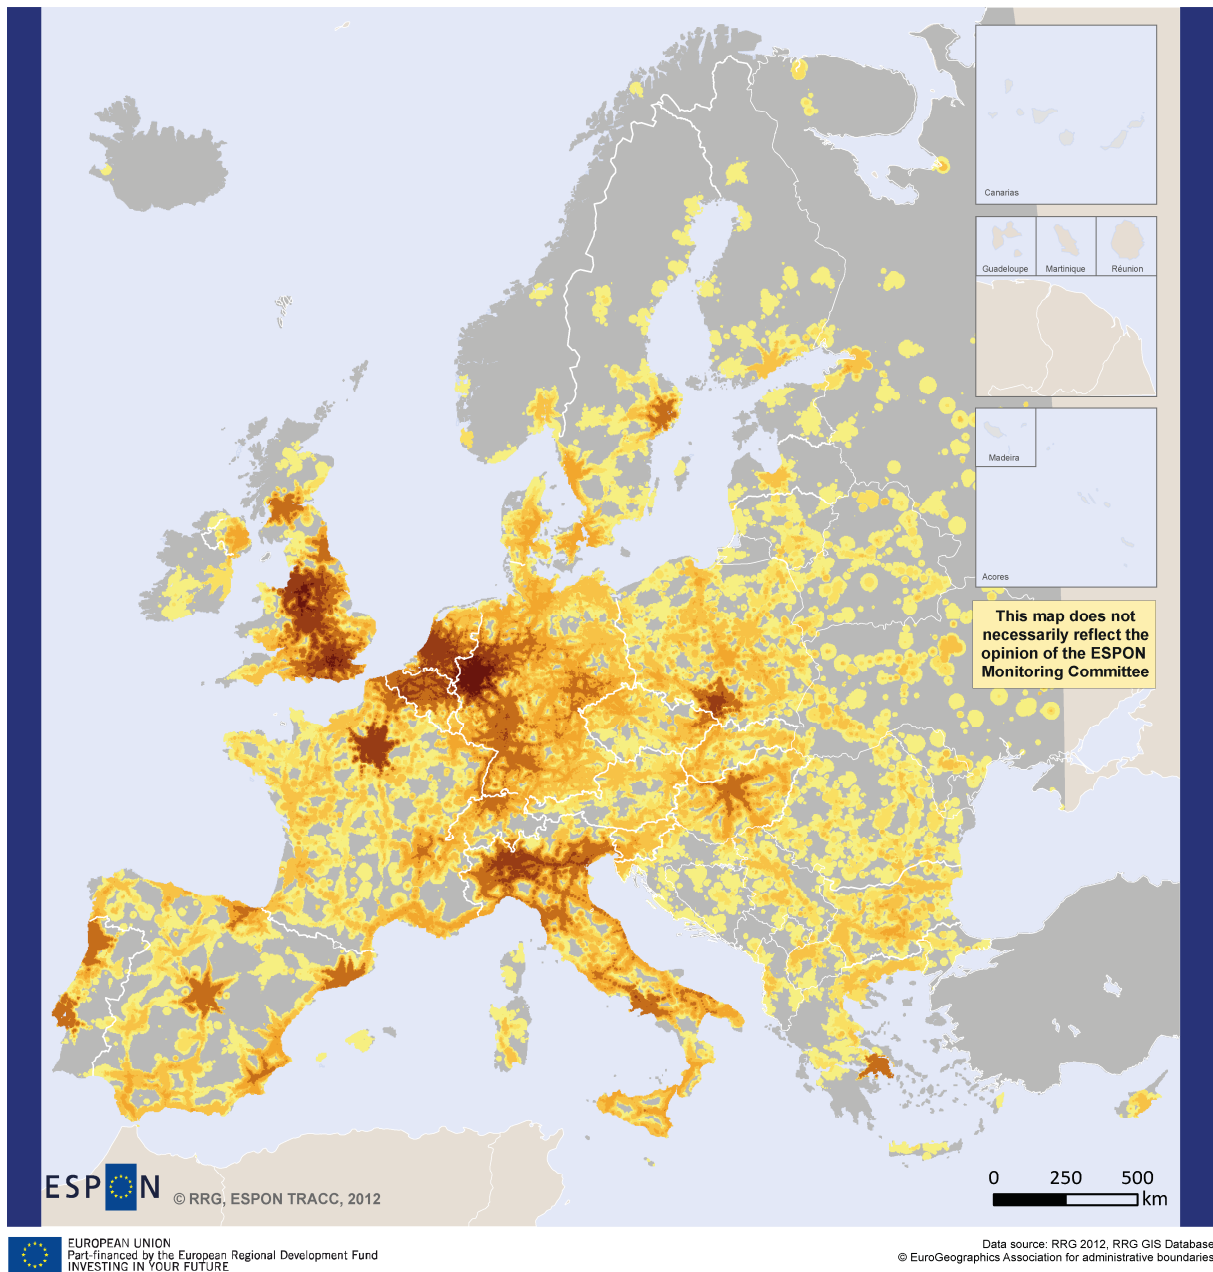 Canarias
Guadeloupe
Martinique
Réunion
Madeira
Acores
This map does not
necessarily reflect the
opinion of the ESPON
Monitoring Committee
0 250 500
km
ESPON
© RRG, ESPON TRACC, 2012
EUROPEAN UNION
Part-financed by the European Regional Development Fund
INVESTING IN YOUR FUTURE
Data source: RRG 2012, RRG GIS Database
© EuroGeographics Association for administrative boundaries